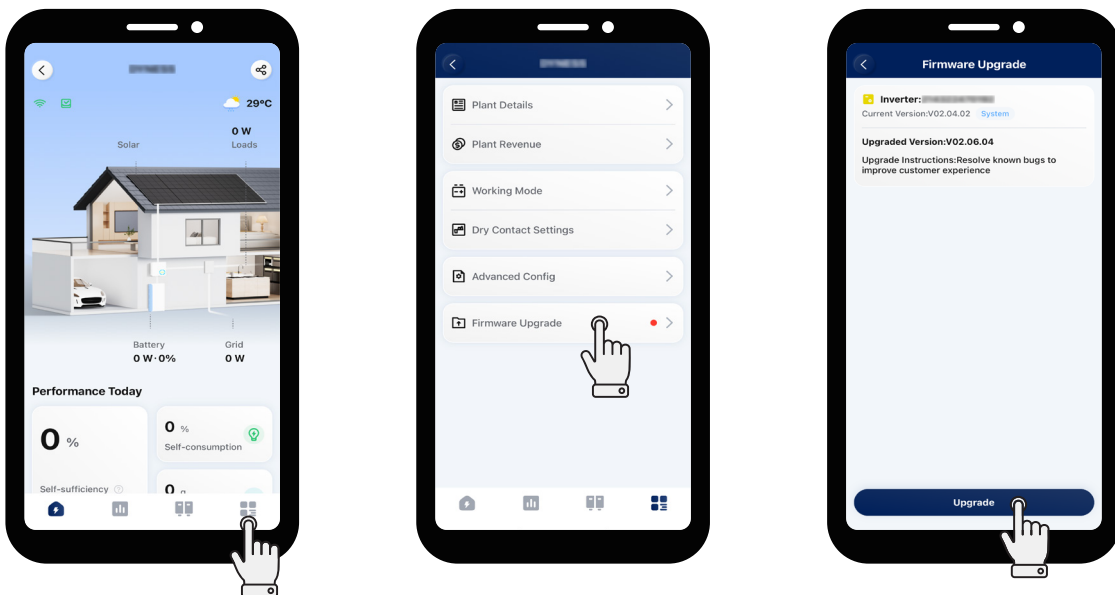 29°C
0 W
Solar
Loads
Battery
Grid
0 W·0%
0 W
Performance Today
0 %
0 %
Self-consumption
Self-sufficiency
0
Plant Details
Plant Revenue
Working Mode
Dry Contact Settings
Advanced Config
Firmware Upgrade
Firmware Upgrade
Inverter:
Current Version:V02.04.02 System
Upgraded Version:V02.06.04
Upgrade Instructions:Resolve known bugs to
improve customer experience
Upgrade